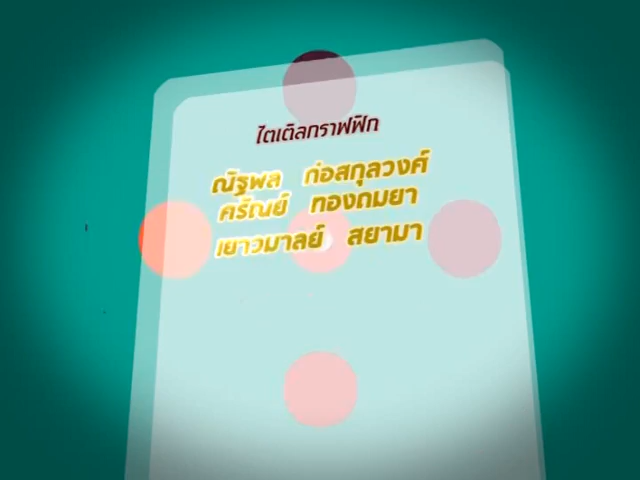 ไตเติลกราฟฟิก
ณัฐพล ก่อสกุลวงศ์
ศรัณย์ ทองถมยา
เยาวมาลย์ สยามา